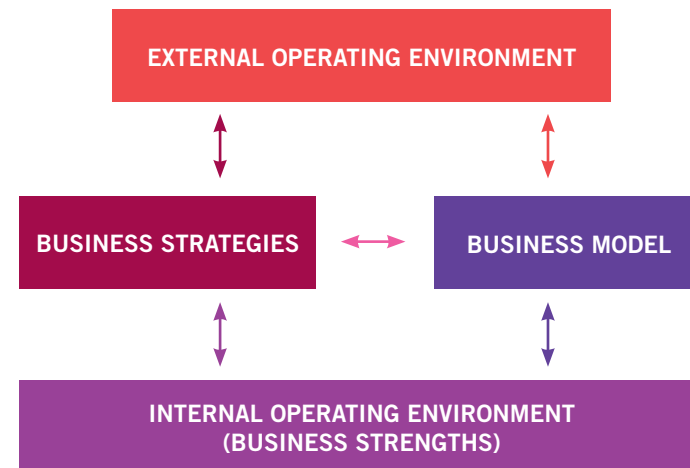 EXTERNAL OPERATING ENVIRONMENT
BUSINESS STRATEGIES
BUSINESS MODEL
INTERNAL OPERATING ENVIRONMENT
(BUSINESS STRENGTHS)